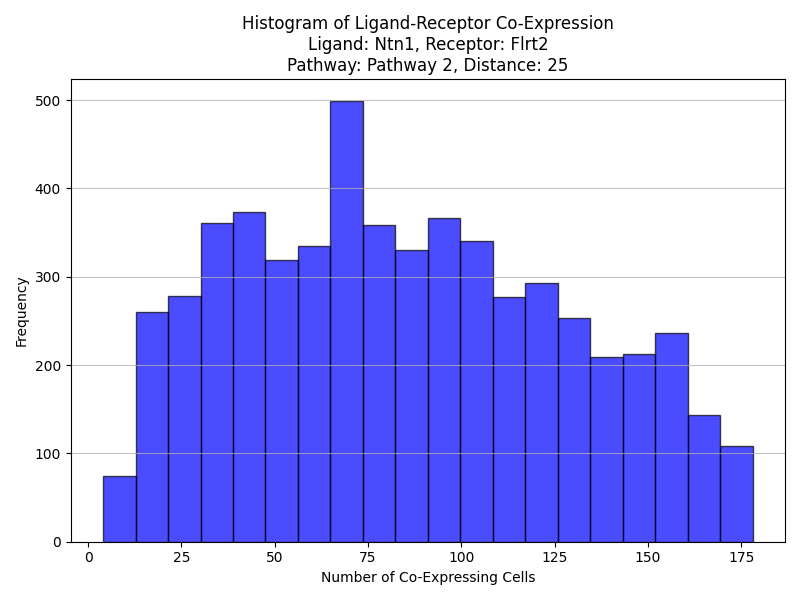 Histogram of Ligand-Receptor Co-Expression
Ligand: Ntn1, Receptor: Flrt2
Pathway: Pathway 2, Distance: 25
500
400
300
200
100
0
Frequency
0 25 50 75 100 125 150 175
Number of Co-Expressing Cells